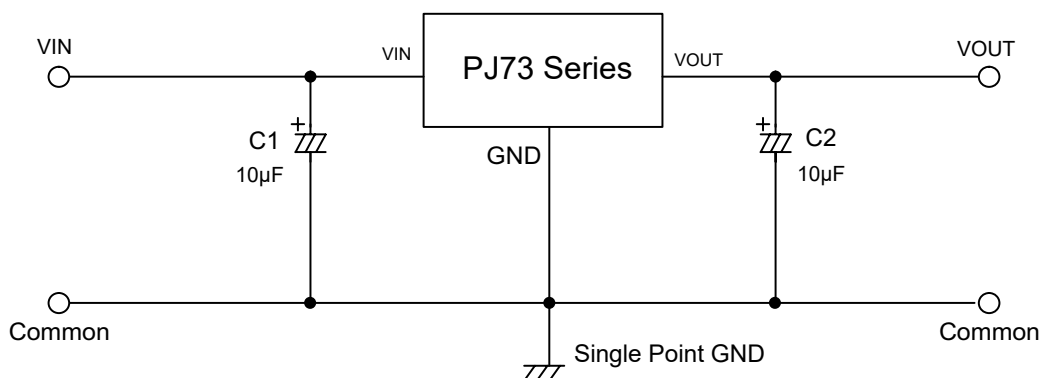 VIN
VIN
PJ73 Series
VOUT
VOUT
+
C1
10µF
GND
+
C2
10µF
Common
Common
Single Point GND